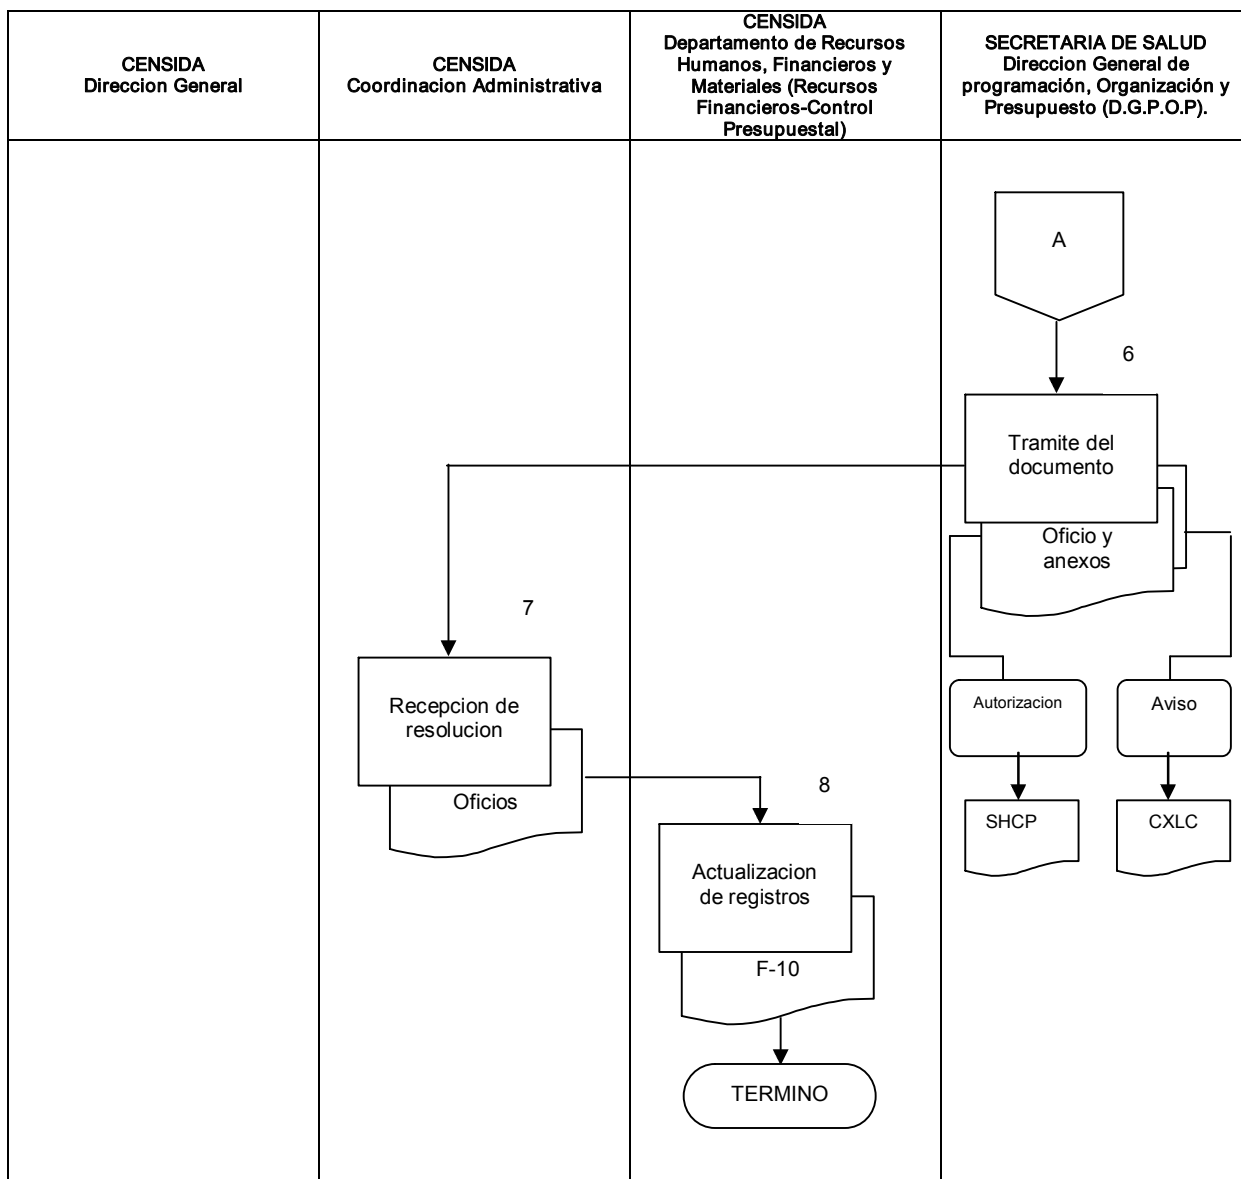 CENSIDA
Direccion General
CENSIDA
Coordinacion Administrativa
CENSIDA
Departamento de Recursos
Humanos, Financieros y
Materiales (Recursos
Financieros-Control
Presupuestal)
SECRETARIA DE SALUD
Direccion General de
programación, Organización y
Presupuesto (D.G.P.O.P).
A
6
Tramite del
documento
Oficio y
anexos
7
Recepcion de
resolucion
Oficios
Autorizacion
Aviso
SHCP
CXLC
8
Actualizacion
de registros
F-10
TERMINO